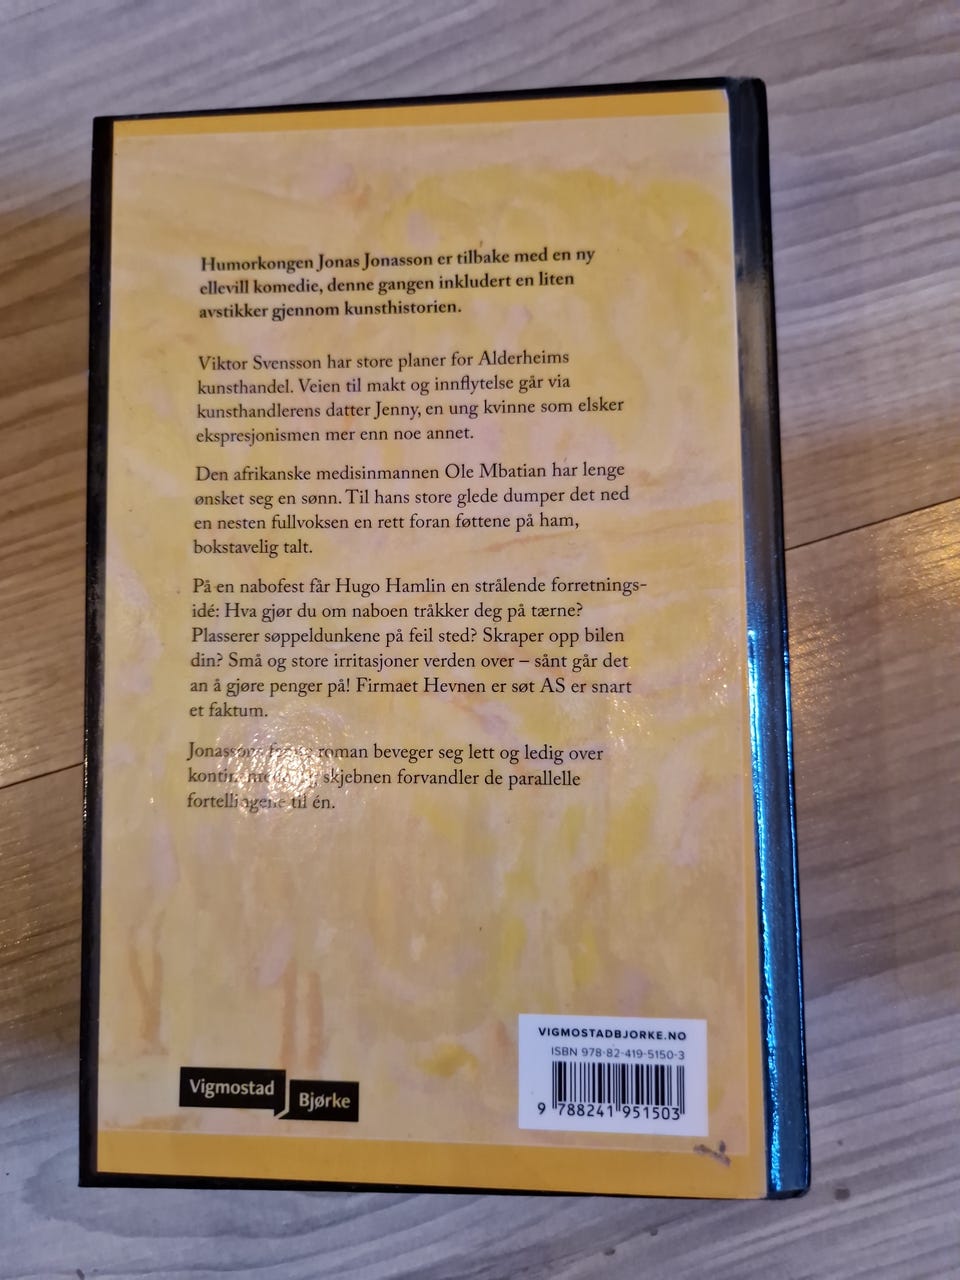 Humorkongen Jonas Jonasson er tilbake med en ny
ellevill komedie, denne gangen inkludert en liten
avstikker gjennom kunsthistorien.
Viktor Svensson har store planer for Alderheims
kunsthandel. Veien til makt og innflytelse går via
kunsthandlerens datter Jenny, en ung kvinne som elsker
ekspresjonismen mer enn noe annet.
Den afrikanske medisinmannen Ole Mbatian har lenge
ønsket seg en sønn. Til hans store glede dumper det ned
en nesten fullvoksen en rett foran føttene på ham,
bokstavelig talt.
På en nabofest får Hugo Hamlin en strålende forretnings-
idé: Hva gjør du om naboen tråkker deg på tærne?
Plasserer søppeldunkene på feil sted? Skraper opp bilen
din? Små og store irritasjoner verden over – sånt går det
an å gjøre penger på! Firmaet Hevnen er søt AS er snart
et faktum.
Jonassons roman beveger seg lett og ledig over
skjebnen forvandler de parallelle
fortellingene til én.
Vigmostad
Bjørke
VIGMOSTADBJORKE.NO
ISBN 978-82-419-5150-3
9 788241 951503